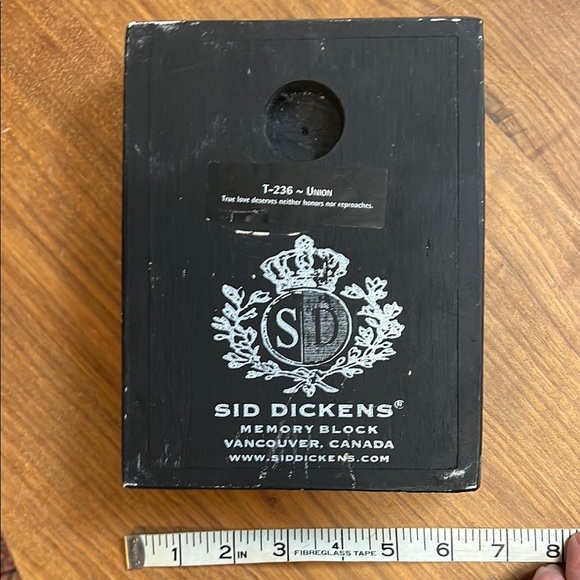 T-236 ~ UNION
True love deserves neither honors nor reproaches.
SD
SID DICKENS®
MEMORY BLOCK
VANCOUVER, CANADA
WWW.SIDDICKENS.COM
1 2 IN 3 4 5 6 7 8
FIBREGLASS TAPE